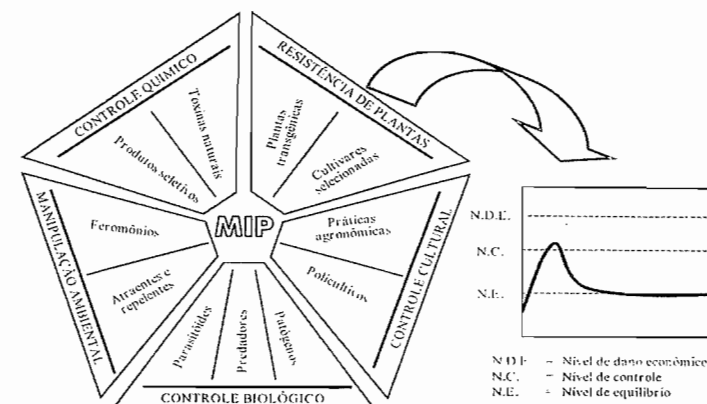 CONTROLE QUIMICO
Toxinas naturais
Produtos seletivos
RESISTÊNCIA DE PLANTAS
Plantas
transgênicas
Cultivares
selecionadas
MANIPULAÇÃO AMBIENTAL
Feromônios
Atraentes e
repelentes
MIP
Práticas
agronômicas
Policultivos
CONTROLE CULTURAL
Parasitóides
Predadores
Patógenos
CONTROLE BIOLÓGICO
N.D.E.
N.C.
N.E.
N.D.E. - Nível de dano econômico
N.C. - Nível de controle
N.E. - Nível de equilíbrio